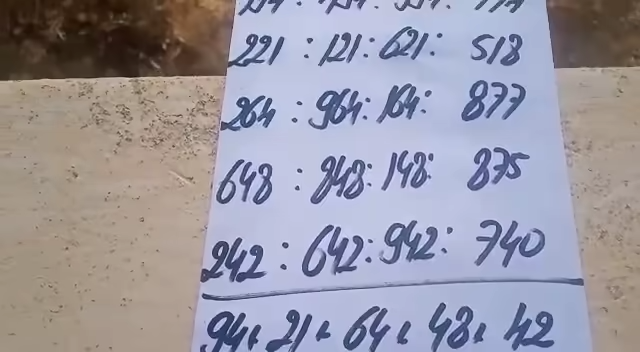 221 : 121 : 621 : 518
264 : 964 : 164 : 877
648 : 848 : 148 : 875
242 : 642 : 942 : 740
94 . 21 . 64 . 48 . 42